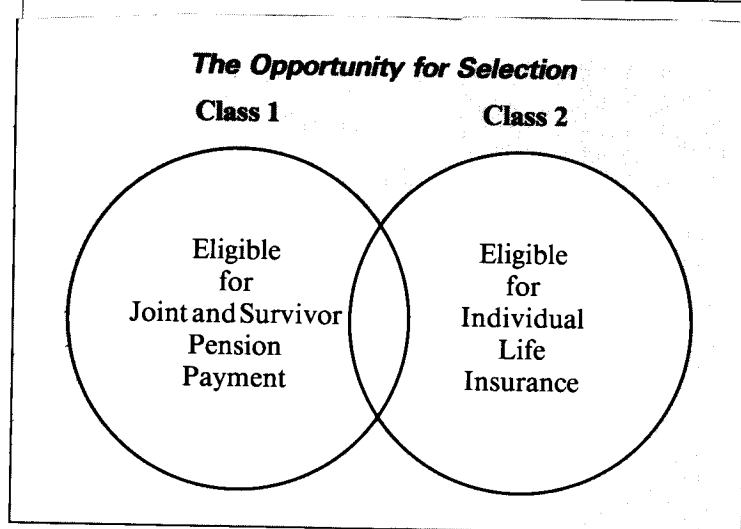 The Opportunity for Selection
Class 1
Class 2
Eligible
for
Joint and Survivor
Pension
Payment
Eligible
for
Individual
Life
Insurance